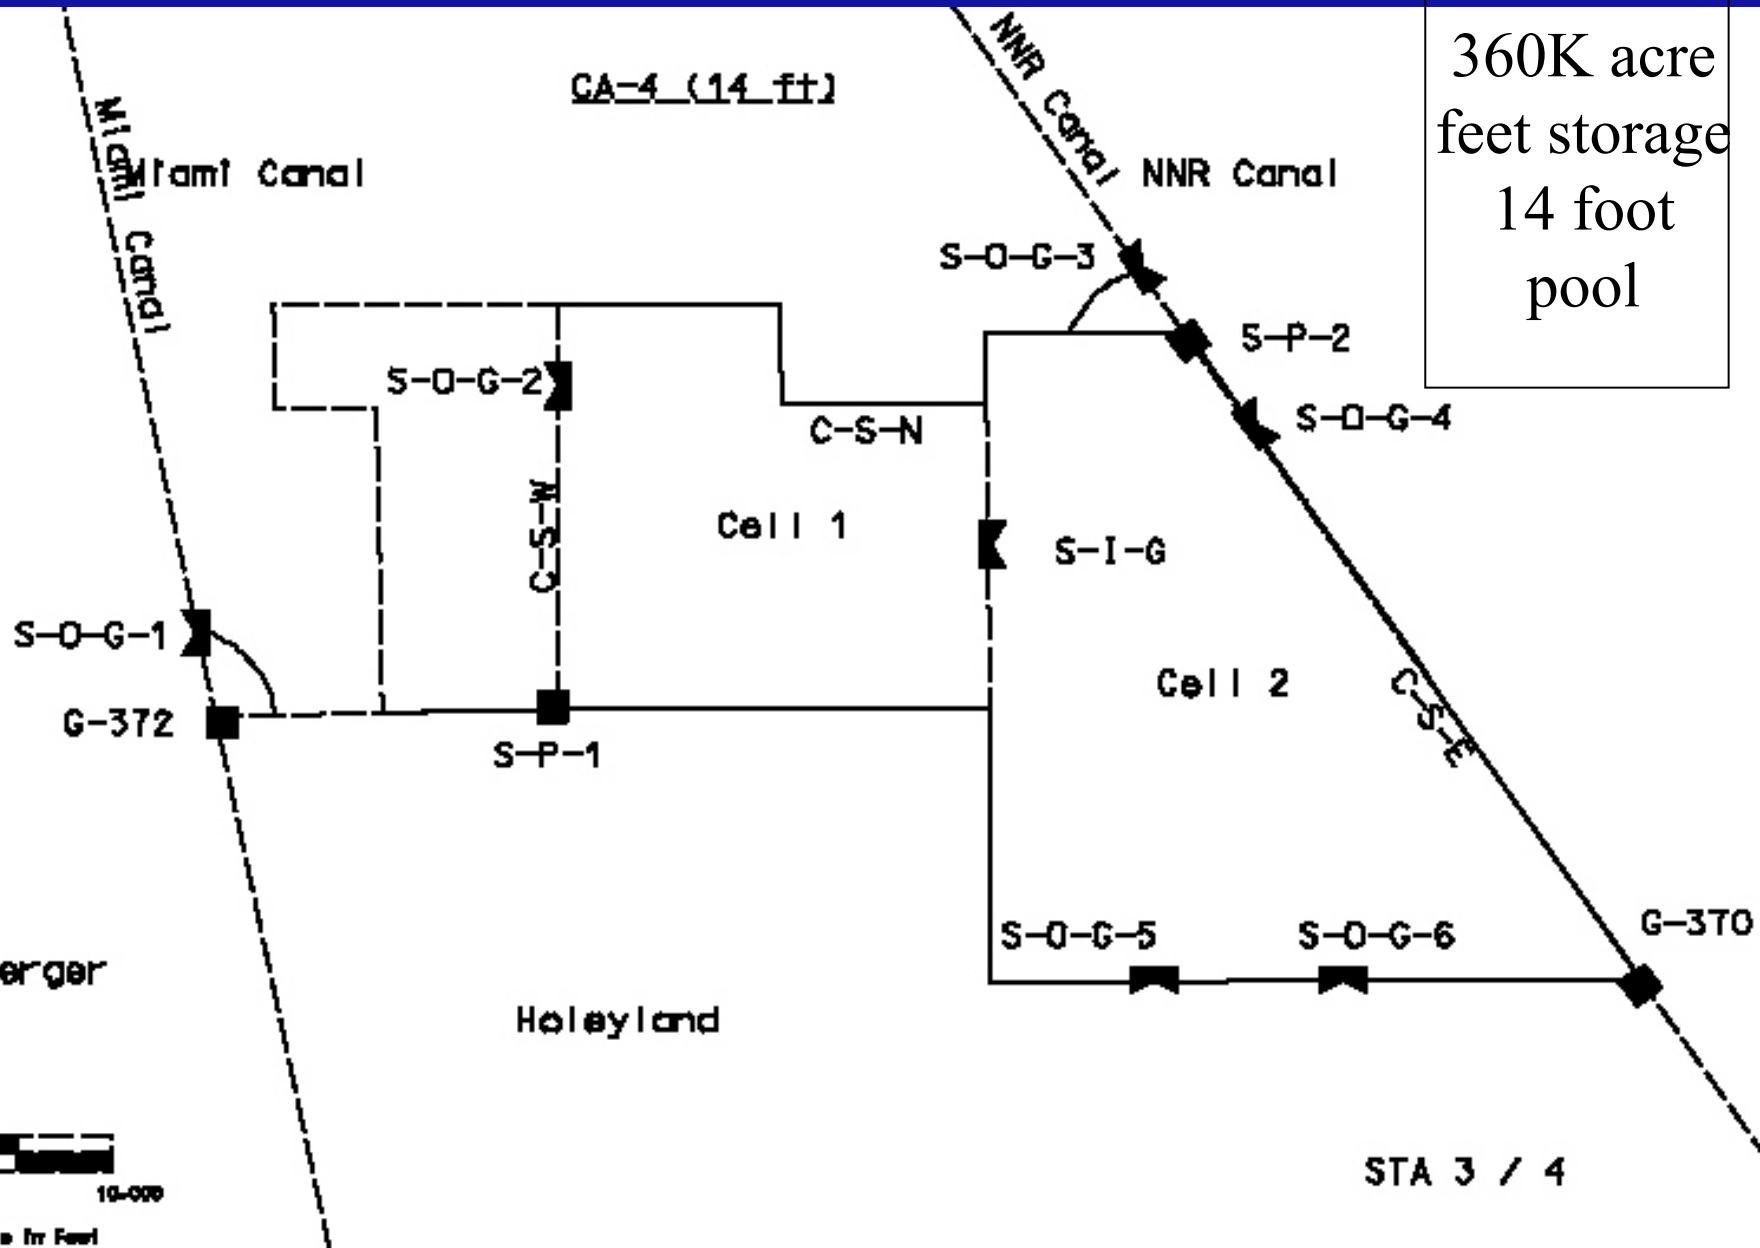 CA-4 (14 ft)
NNR Canal
360K acre
feet storage
14 foot
pool
Miami Canal
Miami Canal
NNR Canal
S-O-G-3
S-P-2
S-O-G-2
S-O-G-4
C-S-N
C-S-W
Cell 1
S-I-G
S-O-G-1
Cell 2
C-S-E
G-372
S-P-1
S-O-G-5
S-O-G-6
G-370
erger
Holeyland
STA 3 / 4
Feet